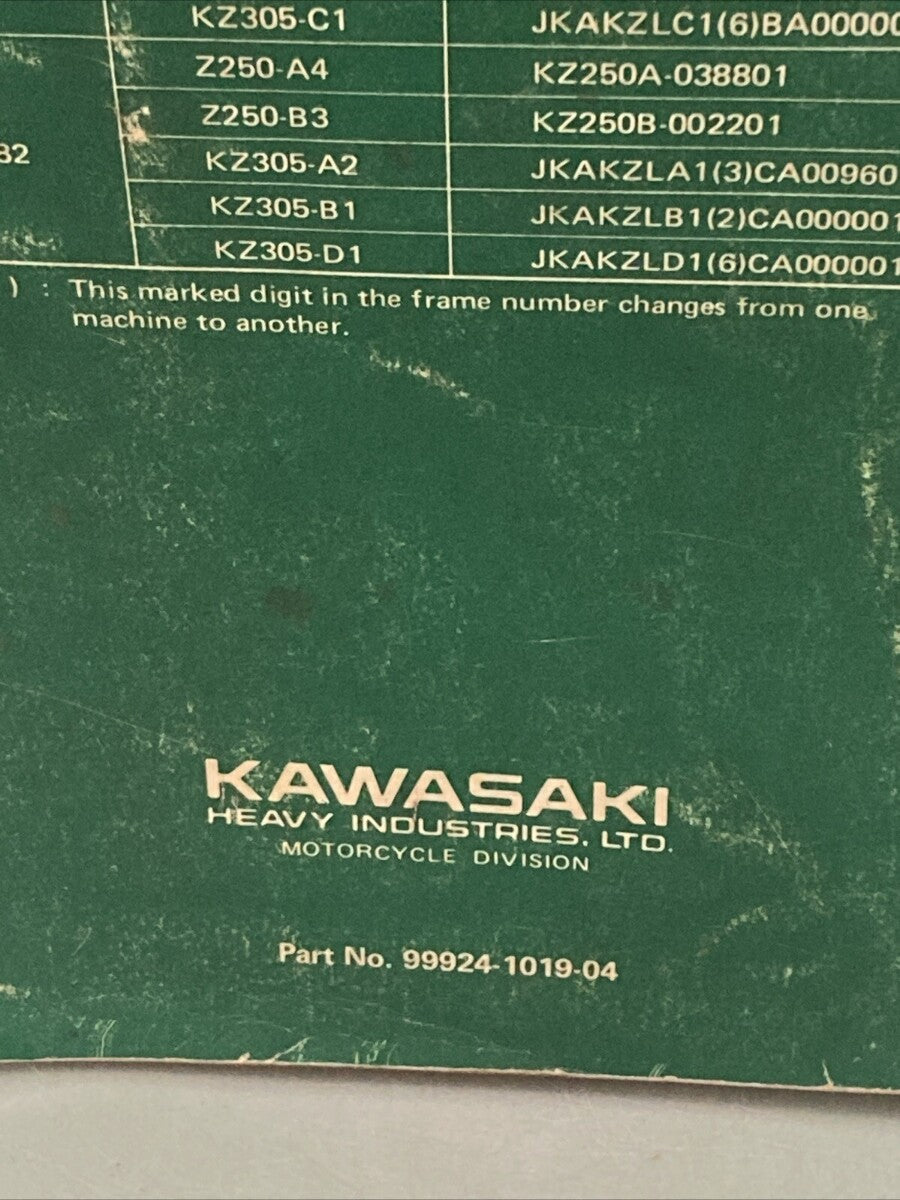 KZ305-C1 JKAKZLC1(6)BA00000
Z250-A4 KZ250A-038801
Z250-B3 KZ250B-002201
82 KZ305-A2 JKAKZLA1(3)CA00960
KZ305-B1 JKAKZLB1(2)CA000001
KZ305-D1 JKAKZLD1(6)CA000001
) : This marked digit in the frame number changes from one
machine to another.
KAWASAKI
HEAVY INDUSTRIES, LTD.
MOTORCYCLE DIVISION
Part No. 99924-1019-04